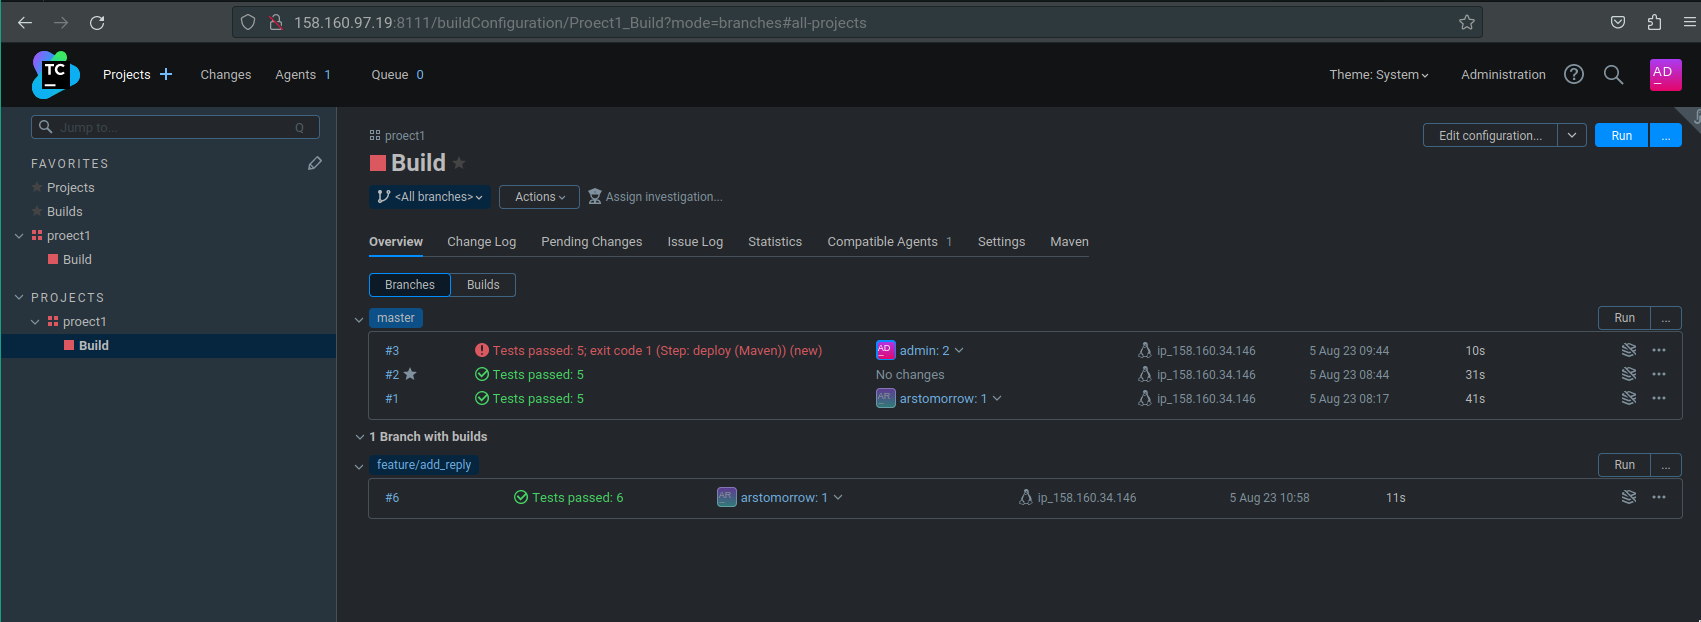 158.160.97.19:8111/buildConfiguration/Proect1_Build?mode=branches#all-projects
TC
Projects
Changes
Agents 1
Queue 0
Theme: System
Administration
AD
Jump to... Q
FAVORITES
Projects
Builds
proect1
Build
PROJECTS
proect1
Build
proect1
Edit configuration...
Run ...
Build
<All branches>
Actions
Assign investigation...
Overview Change Log Pending Changes Issue Log Statistics Compatible Agents 1 Settings Maven
Branches Builds
master
Run ...
#3 Tests passed: 5; exit code 1 (Step: deploy (Maven)) (new) AD admin: 2 ip_158.160.34.146 5 Aug 23 09:44 10s
#2 Tests passed: 5 No changes ip_158.160.34.146 5 Aug 23 08:44 31s
#1 Tests passed: 5 AR arstomorrow: 1 ip_158.160.34.146 5 Aug 23 08:17 41s
1 Branch with builds
feature/add_reply
Run ...
#6 Tests passed: 6 AR arstomorrow: 1 ip_158.160.34.146 5 Aug 23 10:58 11s